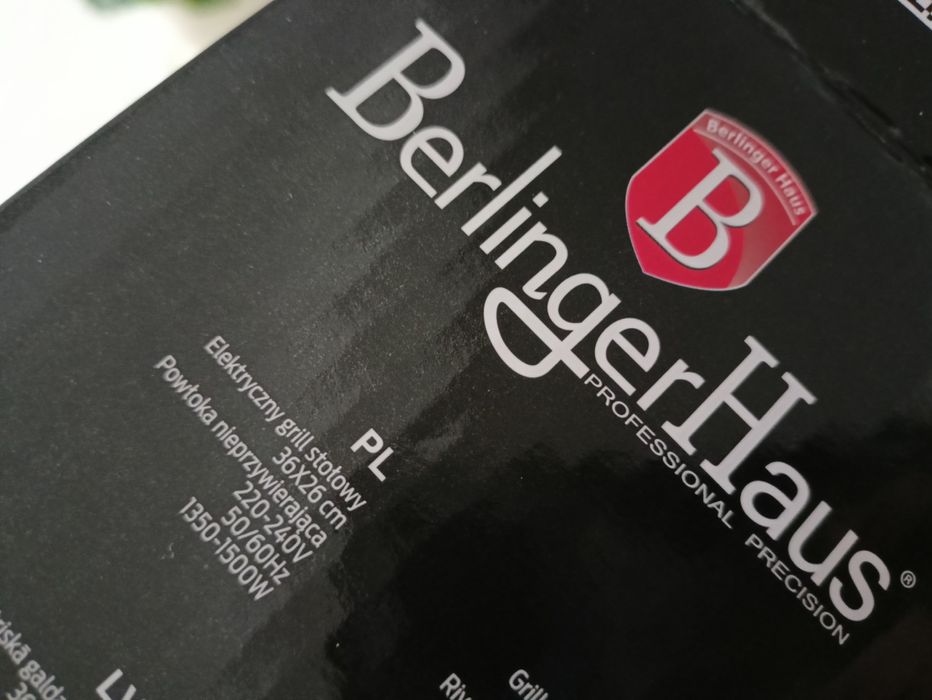 Berlinger Haus
B
BerlingerHaus®
PROFESSIONAL PRECISION
PL
Elektryczny grill stołowy
36X26 cm
Powłoka nieprzywierająca
220-240V
50/60Hz
1350-1500W